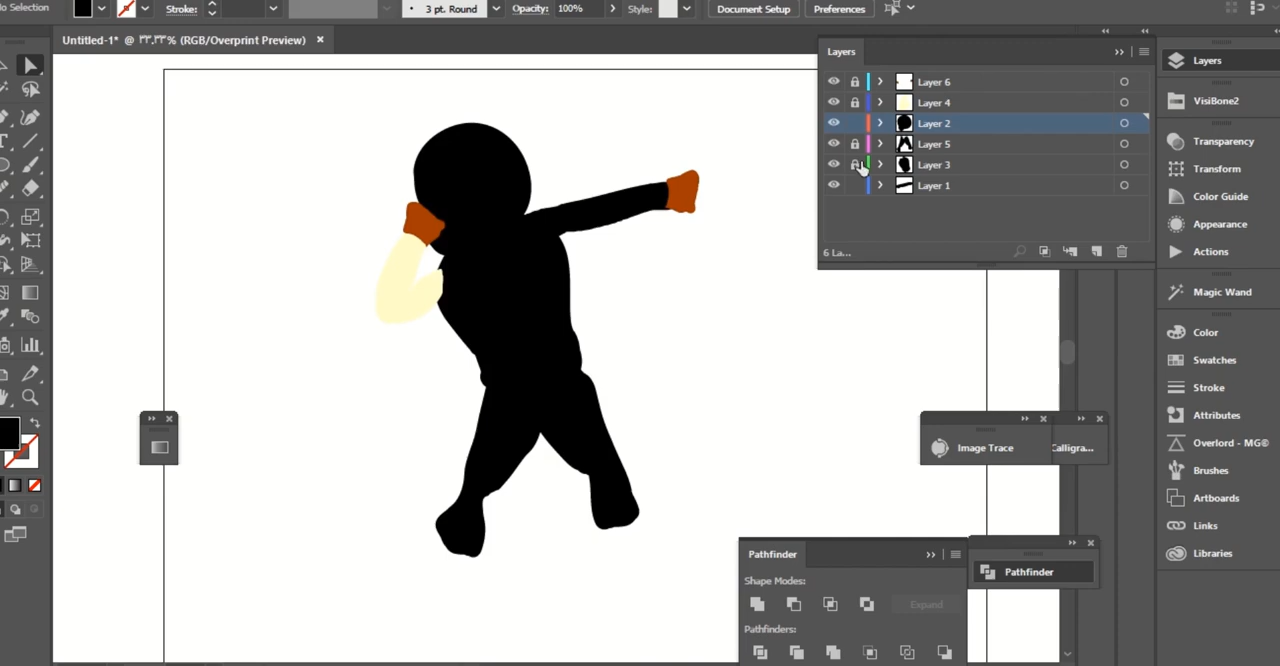 No Selection
Stroke:
3 pt. Round
Opacity:
100%
Style:
Document Setup
Preferences
Untitled-1* @ ٣٣٫٣٣% (RGB/Overprint Preview)
Layers
Layer 6
Layer 4
Layer 2
Layer 5
Layer 3
Layer 1
6 La...
Layers
VisiBone2
Transparency
Transform
Color Guide
Appearance
Actions
Magic Wand
Color
Swatches
Stroke
Attributes
Overlord - MG®
Brushes
Artboards
Links
Libraries
Image Trace
Calligra...
Pathfinder
Shape Modes:
Expand
Pathfinders:
Pathfinder